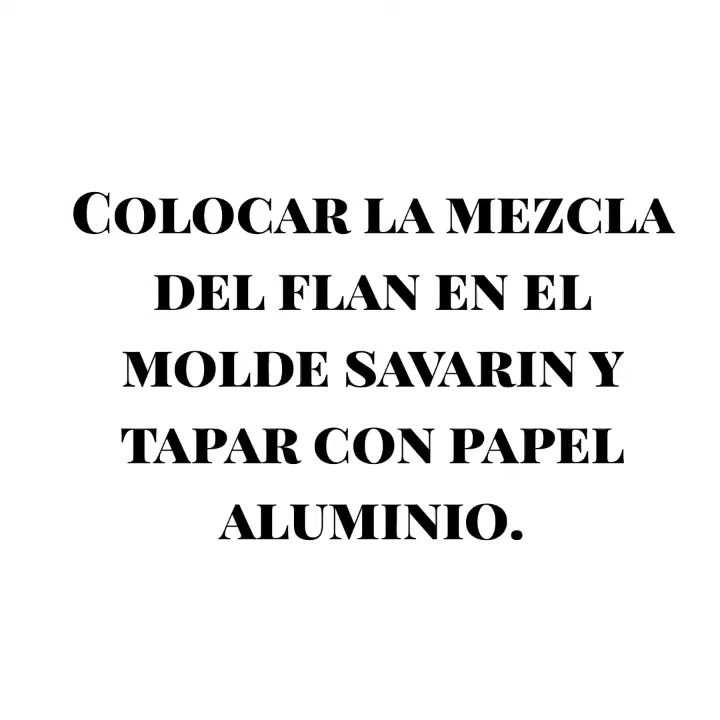 Colocar la mezcla
del flan en el
molde savarin y
tapar con papel
aluminio.